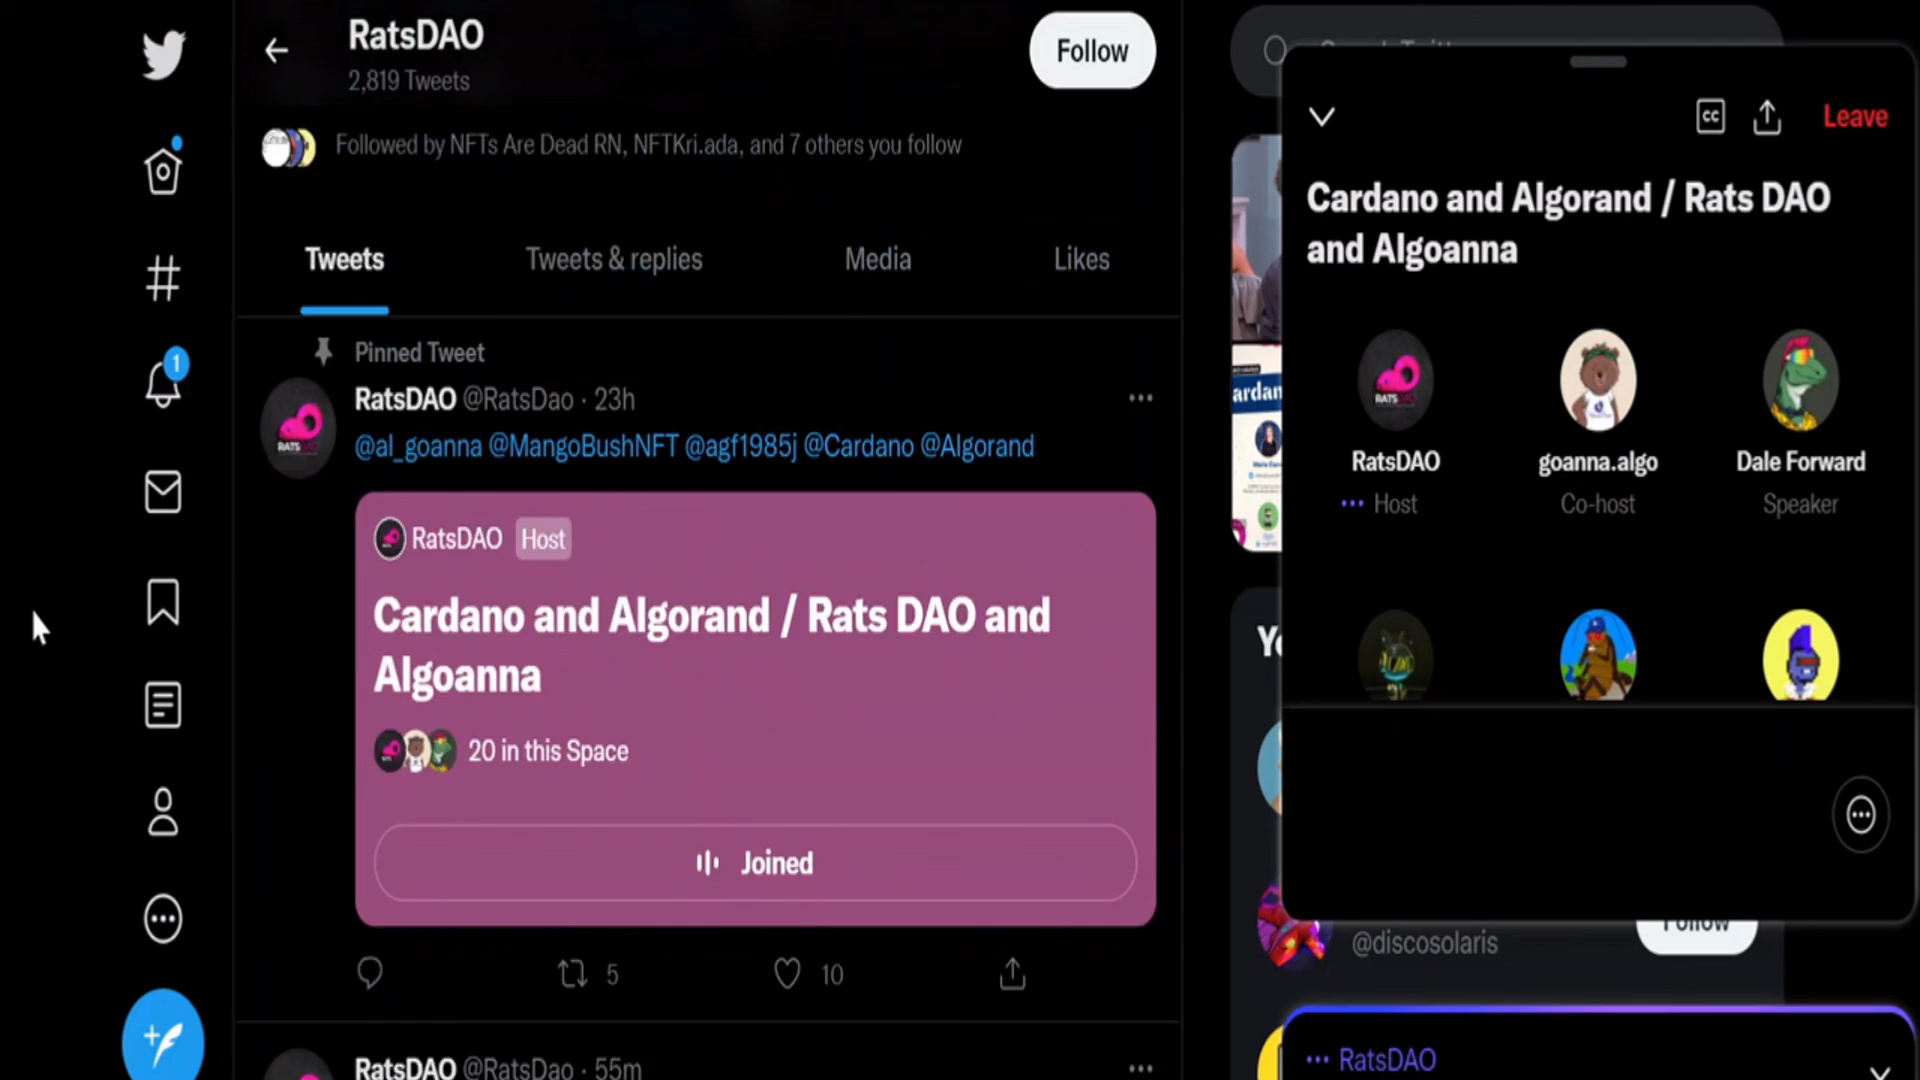 RatsDAO
2,819 Tweets
Follow
Followed by NFTs Are Dead RN, NFTKri.ada, and 7 others you follow
Tweets
Tweets & replies
Media
Likes
Pinned Tweet
RatsDAO @RatsDao · 23h
@al_goanna @MangoBushNFT @agf1985j @Cardano @Algorand
RatsDAO Host
Cardano and Algorand / Rats DAO and
Algoanna
20 in this Space
Joined
5
10
RatsDAO @RatsDao · 55m
1
CC
Leave
Cardano and Algorand / Rats DAO
and Algoanna
RatsDAO
Host
goanna.algo
Co-host
Dale Forward
Speaker
@discosolaris
Follow
RatsDAO